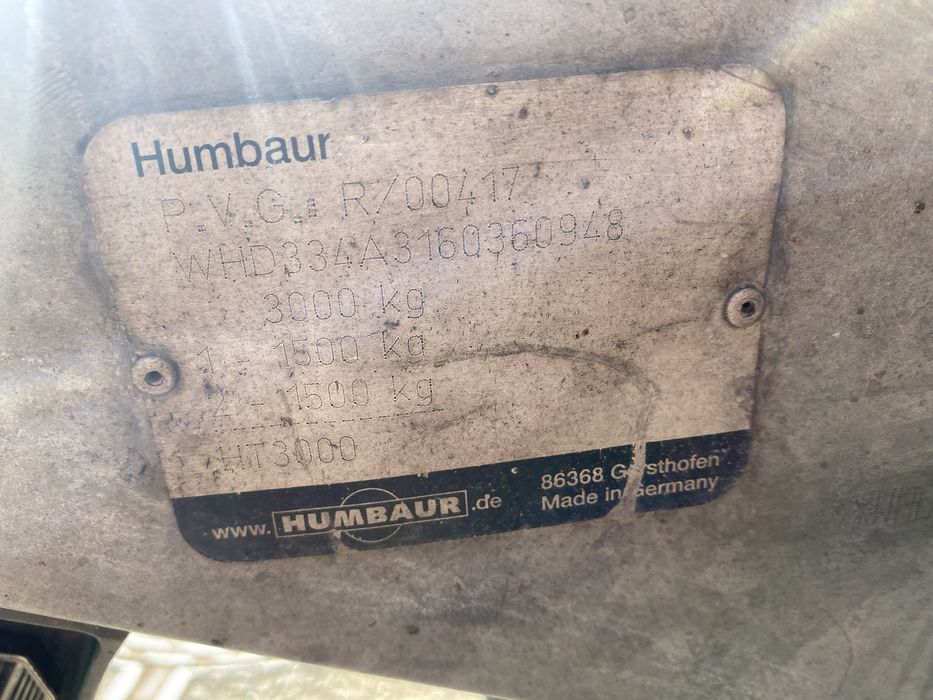 Humbaur
P.V.G.: R/00417
WHD334A3160360948
3000 kg
1 - 1500 kg
2 - 1500 kg
HT3000
www.HUMBAUR.de
86368 Gersthofen
Made in Germany